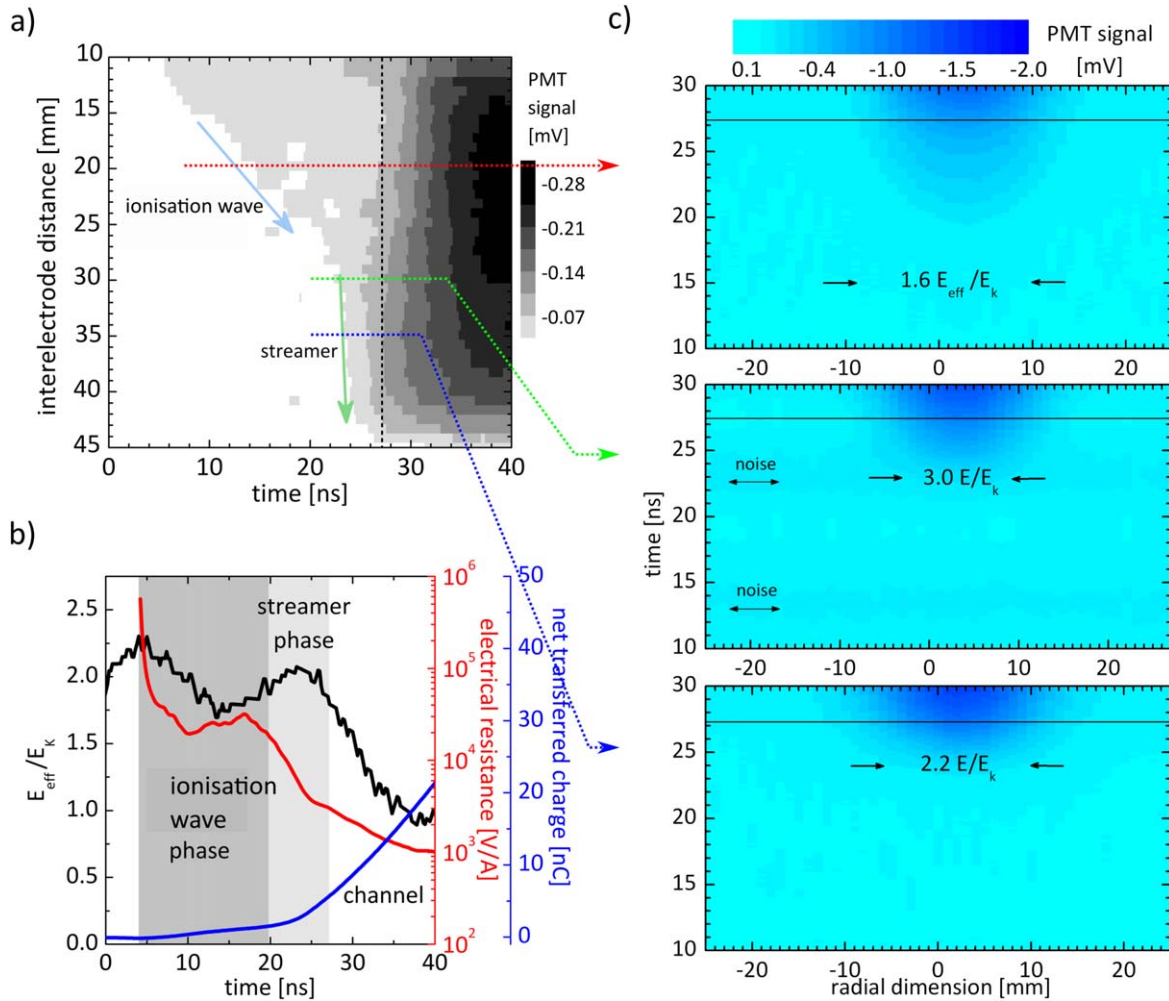 a)
10
15
20
25
30
35
40
45
interelectrode distance [mm]
ionisation wave
streamer
0
10
20
30
40
time [ns]
PMT
signal
[mV]
-0.28
-0.21
-0.14
-0.07
b)
2.5
2.0
1.5
1.0
0.5
0.0
E_eff/E_K
streamer
phase
ionisation
wave
phase
channel
0
10
20
30
40
time [ns]
10^6
10^5
10^4
10^3
10^2
electrical resistance [V/A]
50
40
30
20
10
0
net transferred charge [nC]
c)
PMT signal
[mV]
0.1
-0.4
-1.0
-1.5
-2.0
30
25
20
15
10
1.6 E_eff/E_k
-20
-10
0
10
20
30
25
20
15
10
noise
3.0 E/E_k
noise
-20
-10
0
10
20
time [ns]
30
25
20
15
10
2.2 E/E_k
-20
-10
0
10
20
radial dimension [mm]